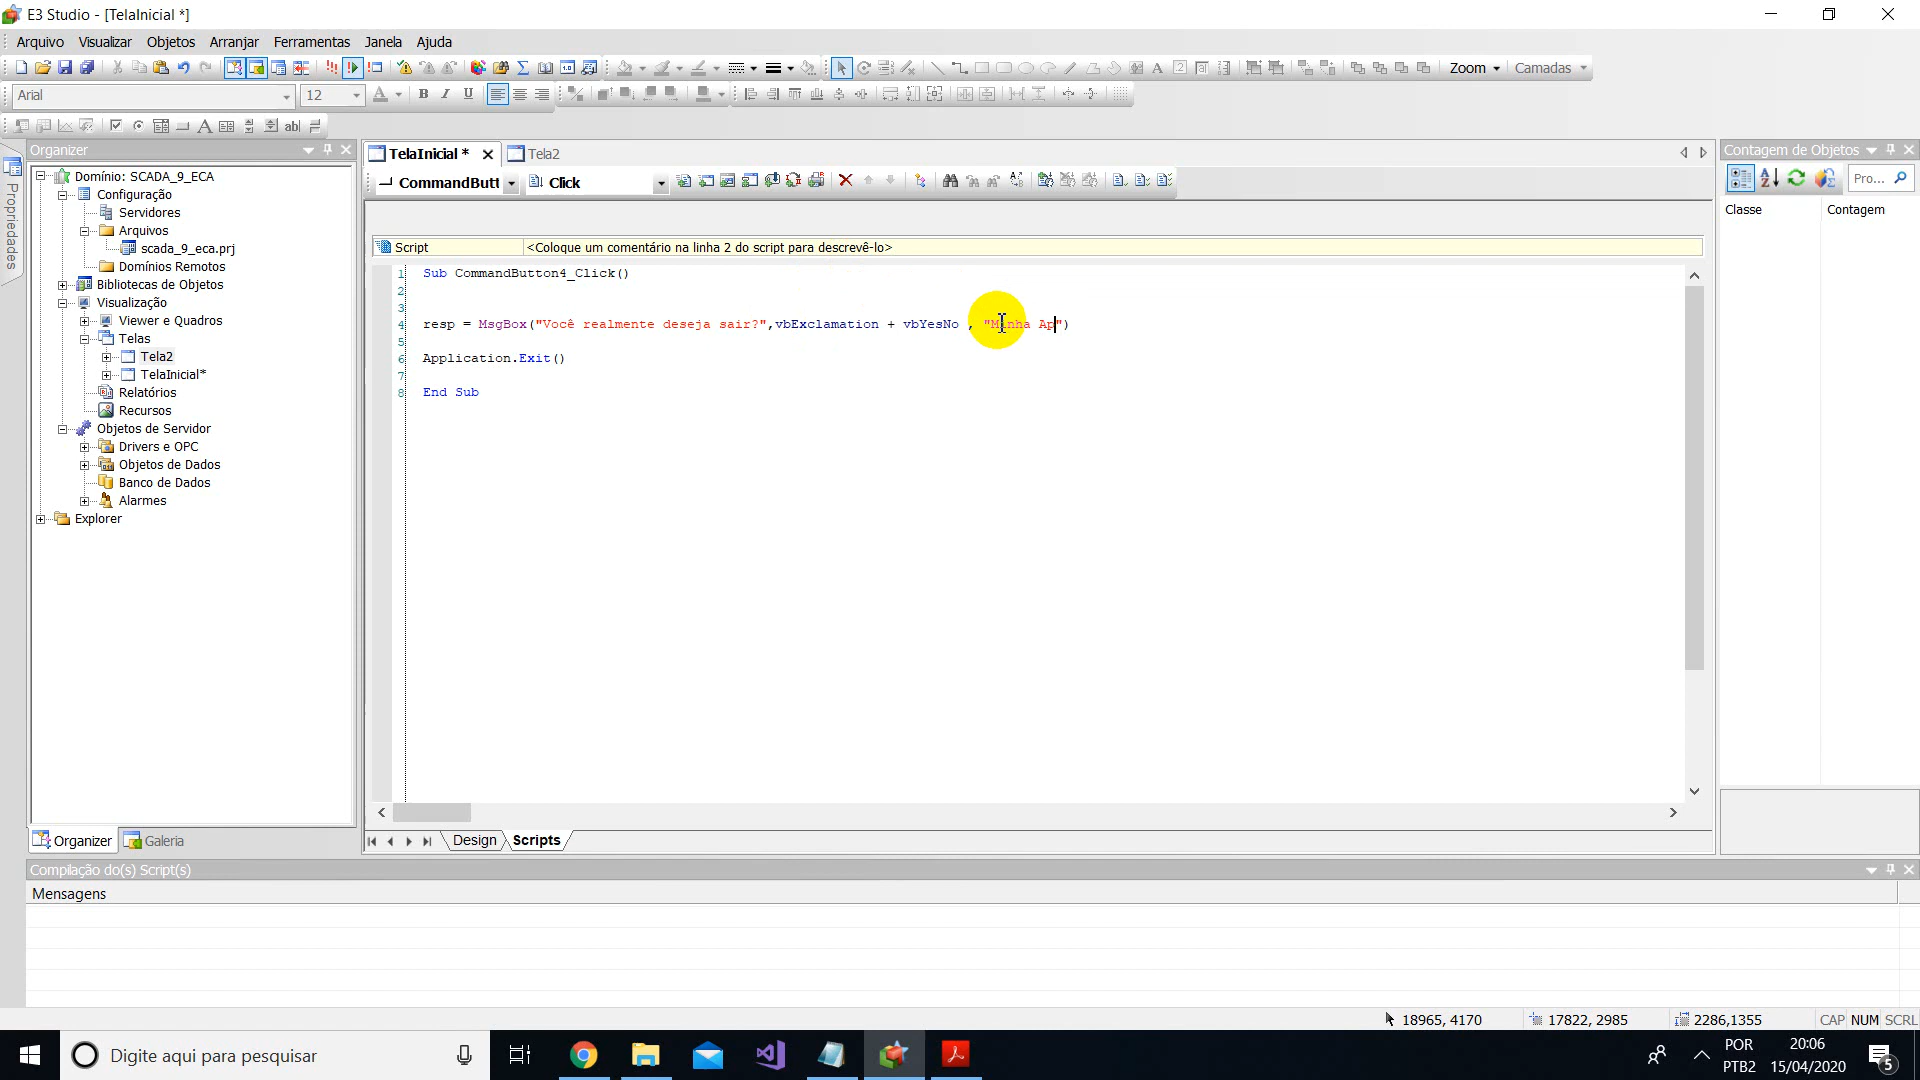 E3 Studio - [TelaInicial *]
Arquivo Visualizar Objetos Arranjar Ferramentas Janela Ajuda
Zoom Camadas
Arial 12
Organizer
TelaInicial * Tela2
Contagem de Objetos
Propriedades
Domínio: SCADA_9_ECA
Configuração
Servidores
Arquivos
scada_9_eca.prj
Domínios Remotos
Bibliotecas de Objetos
Visualização
Viewer e Quadros
Telas
Tela2
TelaInicial*
Relatórios
Recursos
Objetos de Servidor
Drivers e OPC
Objetos de Dados
Banco de Dados
Alarmes
Explorer
Organizer Galeria
CommandButt Click
Pro...
Classe Contagem
Script <Coloque um comentário na linha 2 do script para descrevê-lo>
1 Sub CommandButton4_Click()
2
3
4 resp = MsgBox("Você realmente deseja sair?",vbExclamation + vbYesNo , "Minha Ap")
5
6 Application.Exit()
7
8 End Sub
Design Scripts
Compilação do(s) Script(s)
Mensagens
18965, 4170 17822, 2985 2286,1355 CAP NUM SCRL
Digite aqui para pesquisar
POR
PTB2
20:06
15/04/2020
5